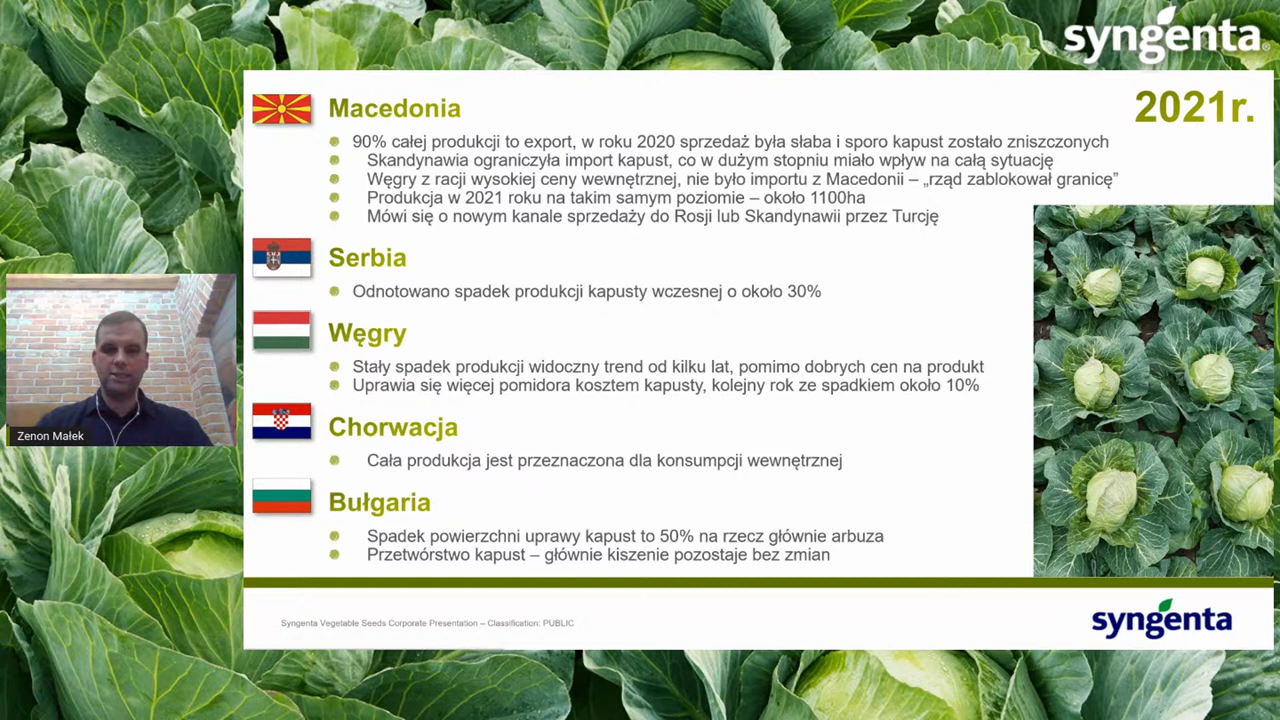 syngenta
2021r.
Macedonia
90% całej produkcji to export, w roku 2020 sprzedaż była słaba i sporo kapust zostało zniszczonych
Skandynawia ograniczyła import kapust, co w dużym stopniu miało wpływ na całą sytuację
Węgry z racji wysokiej ceny wewnętrznej, nie było importu z Macedonii – „rząd zablokował granicę”
Produkcja w 2021 roku na takim samym poziomie – około 1100ha
Mówi się o nowym kanale sprzedaży do Rosji lub Skandynawii przez Turcję
Serbia
Odnotowano spadek produkcji kapusty wczesnej o około 30%
Węgry
Stały spadek produkcji widoczny trend od kilku lat, pomimo dobrych cen na produkt
Uprawia się więcej pomidora kosztem kapusty, kolejny rok ze spadkiem około 10%
Zenon Małek
Chorwacja
Cała produkcja jest przeznaczona dla konsumpcji wewnętrznej
Bułgaria
Spadek powierzchni uprawy kapust to 50% na rzecz głównie arbuza
Przetwórstwo kapust – głównie kiszenie pozostaje bez zmian
Syngenta Vegetable Seeds Corporate Presentation – Classification: PUBLIC
syngenta